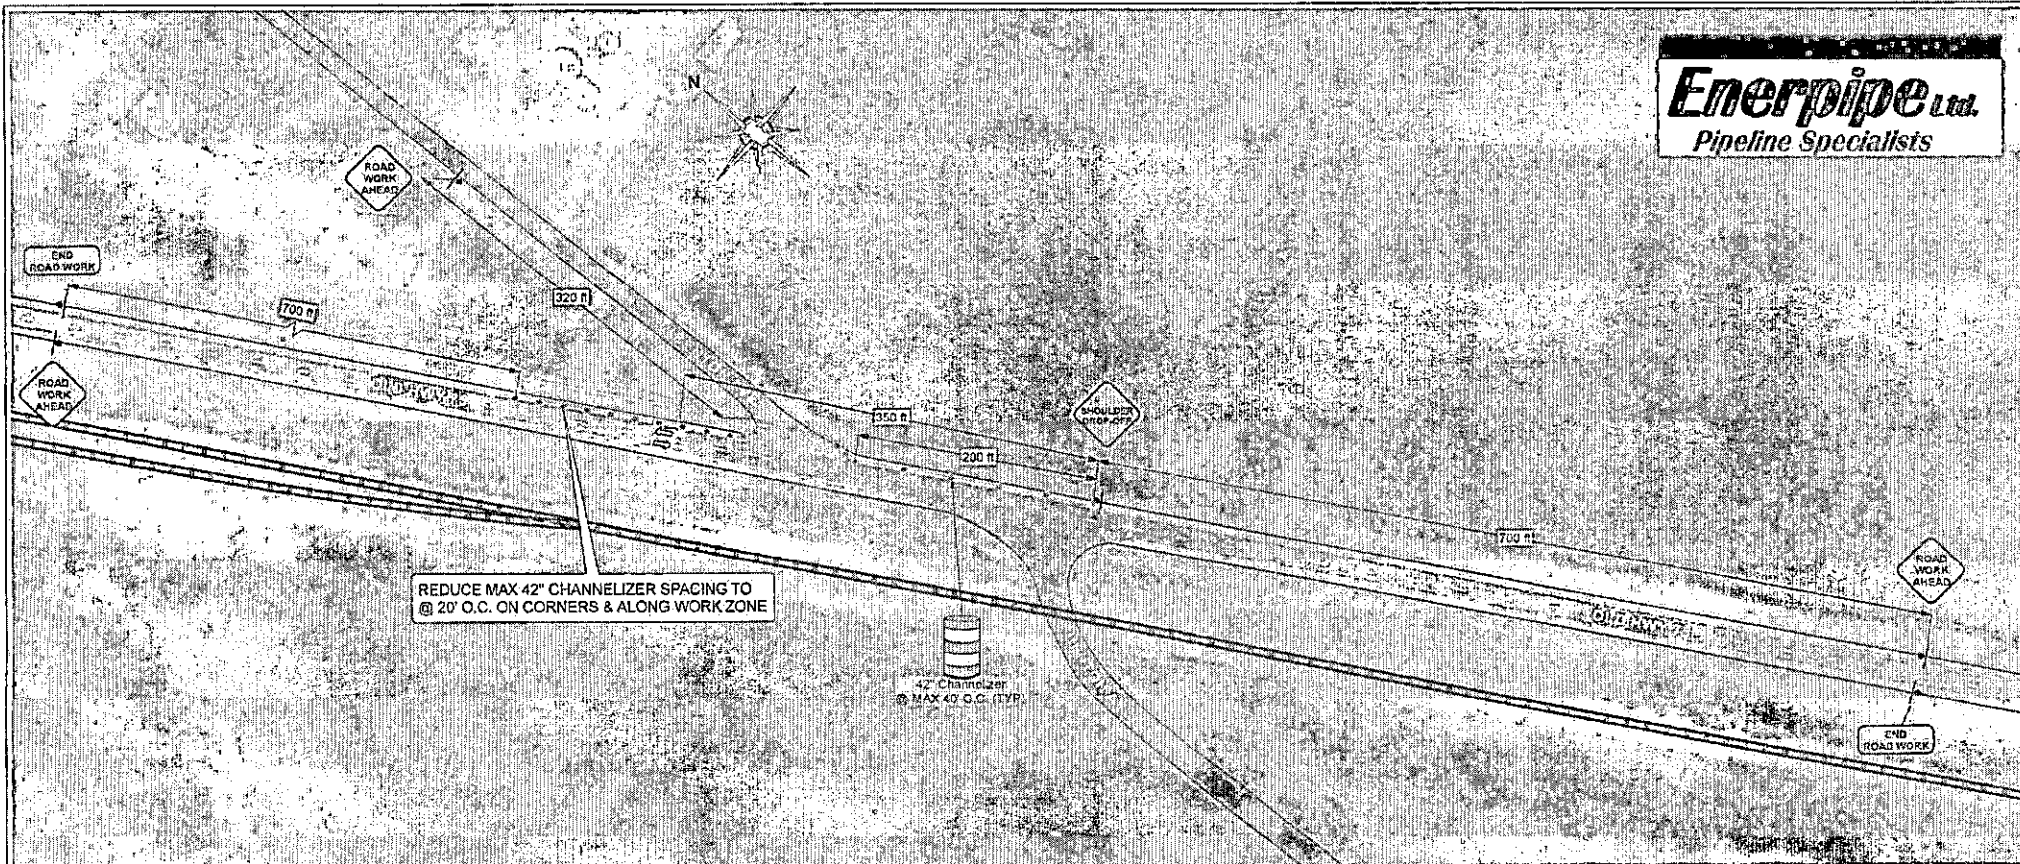 Enerpipe Ltd.
Pipeline Specialists
N
ROAD
WORK
AHEAD
END
ROAD WORK
700 ft
320 ft
ROAD
WORK
AHEAD
350 ft
SHOULDER
DROP-OFF
200 ft
700 ft
ROAD
WORK
AHEAD
REDUCE MAX 42" CHANNELIZER SPACING TO
@ 20' O.C. ON CORNERS & ALONG WORK ZONE
42" Channelizer
@ MAX 40' O.C. (TYP)
END
ROAD WORK